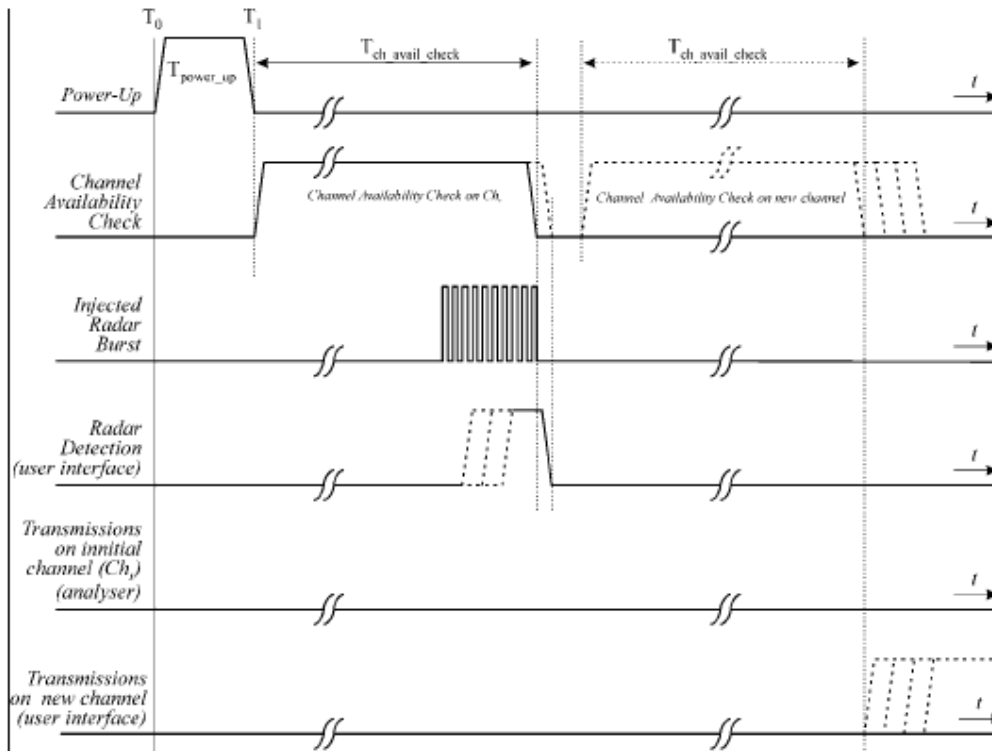 T0 T1
Tch_avail_check Tch_avail_check
Tpower_up
Power-Up
t
Channel
Availability
Check
Channel Availability Check on Chr
Channel Availability Check on new channel
t
Injected
Radar
Burst
t
Radar
Detection
(user interface)
t
Transmissions
on innitial
channel (Chr)
(analyser)
t
Transmissions
on new channel
(user interface)
t